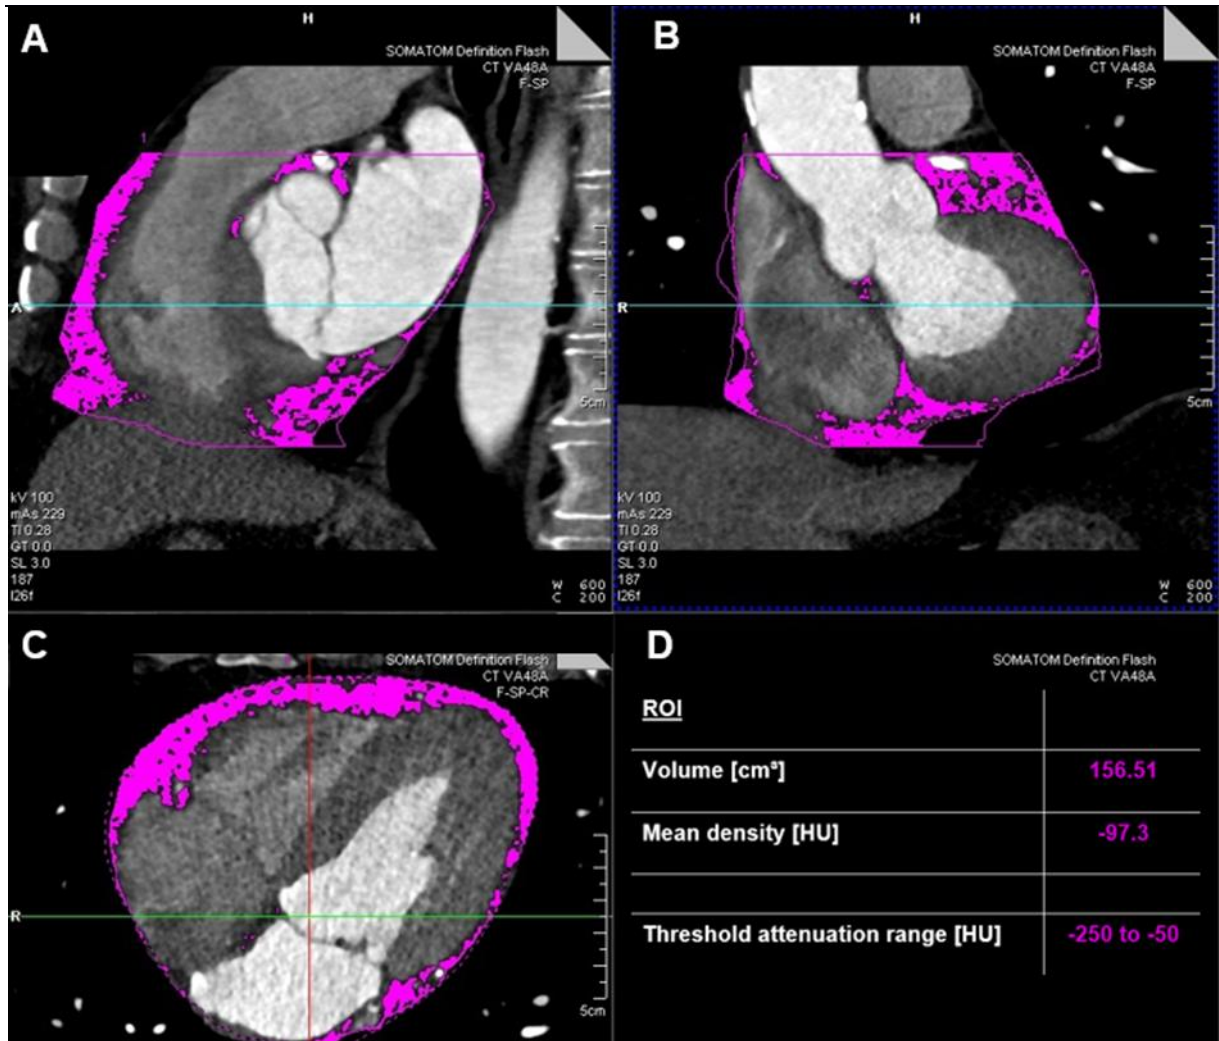 A
H
SOMATOM Definition Flash
CT VA48A
F-SP
A
5cm
kV 100
mAs 229
TI 0.28
GT 0.0
SL 3.0
187
I26f
W 600
C 200
B
H
SOMATOM Definition Flash
CT VA48A
F-SP
R
5cm
kV 100
mAs 229
TI 0.28
GT 0.0
SL 3.0
187
I26f
W 600
C 200
C
SOMATOM Definition Flash
CT VA48A
F-SP-CR
R
5cm
D
SOMATOM Definition Flash
CT VA48A
ROI
Volume [cm³] 156.51
Mean density [HU] -97.3
Threshold attenuation range [HU] -250 to -50